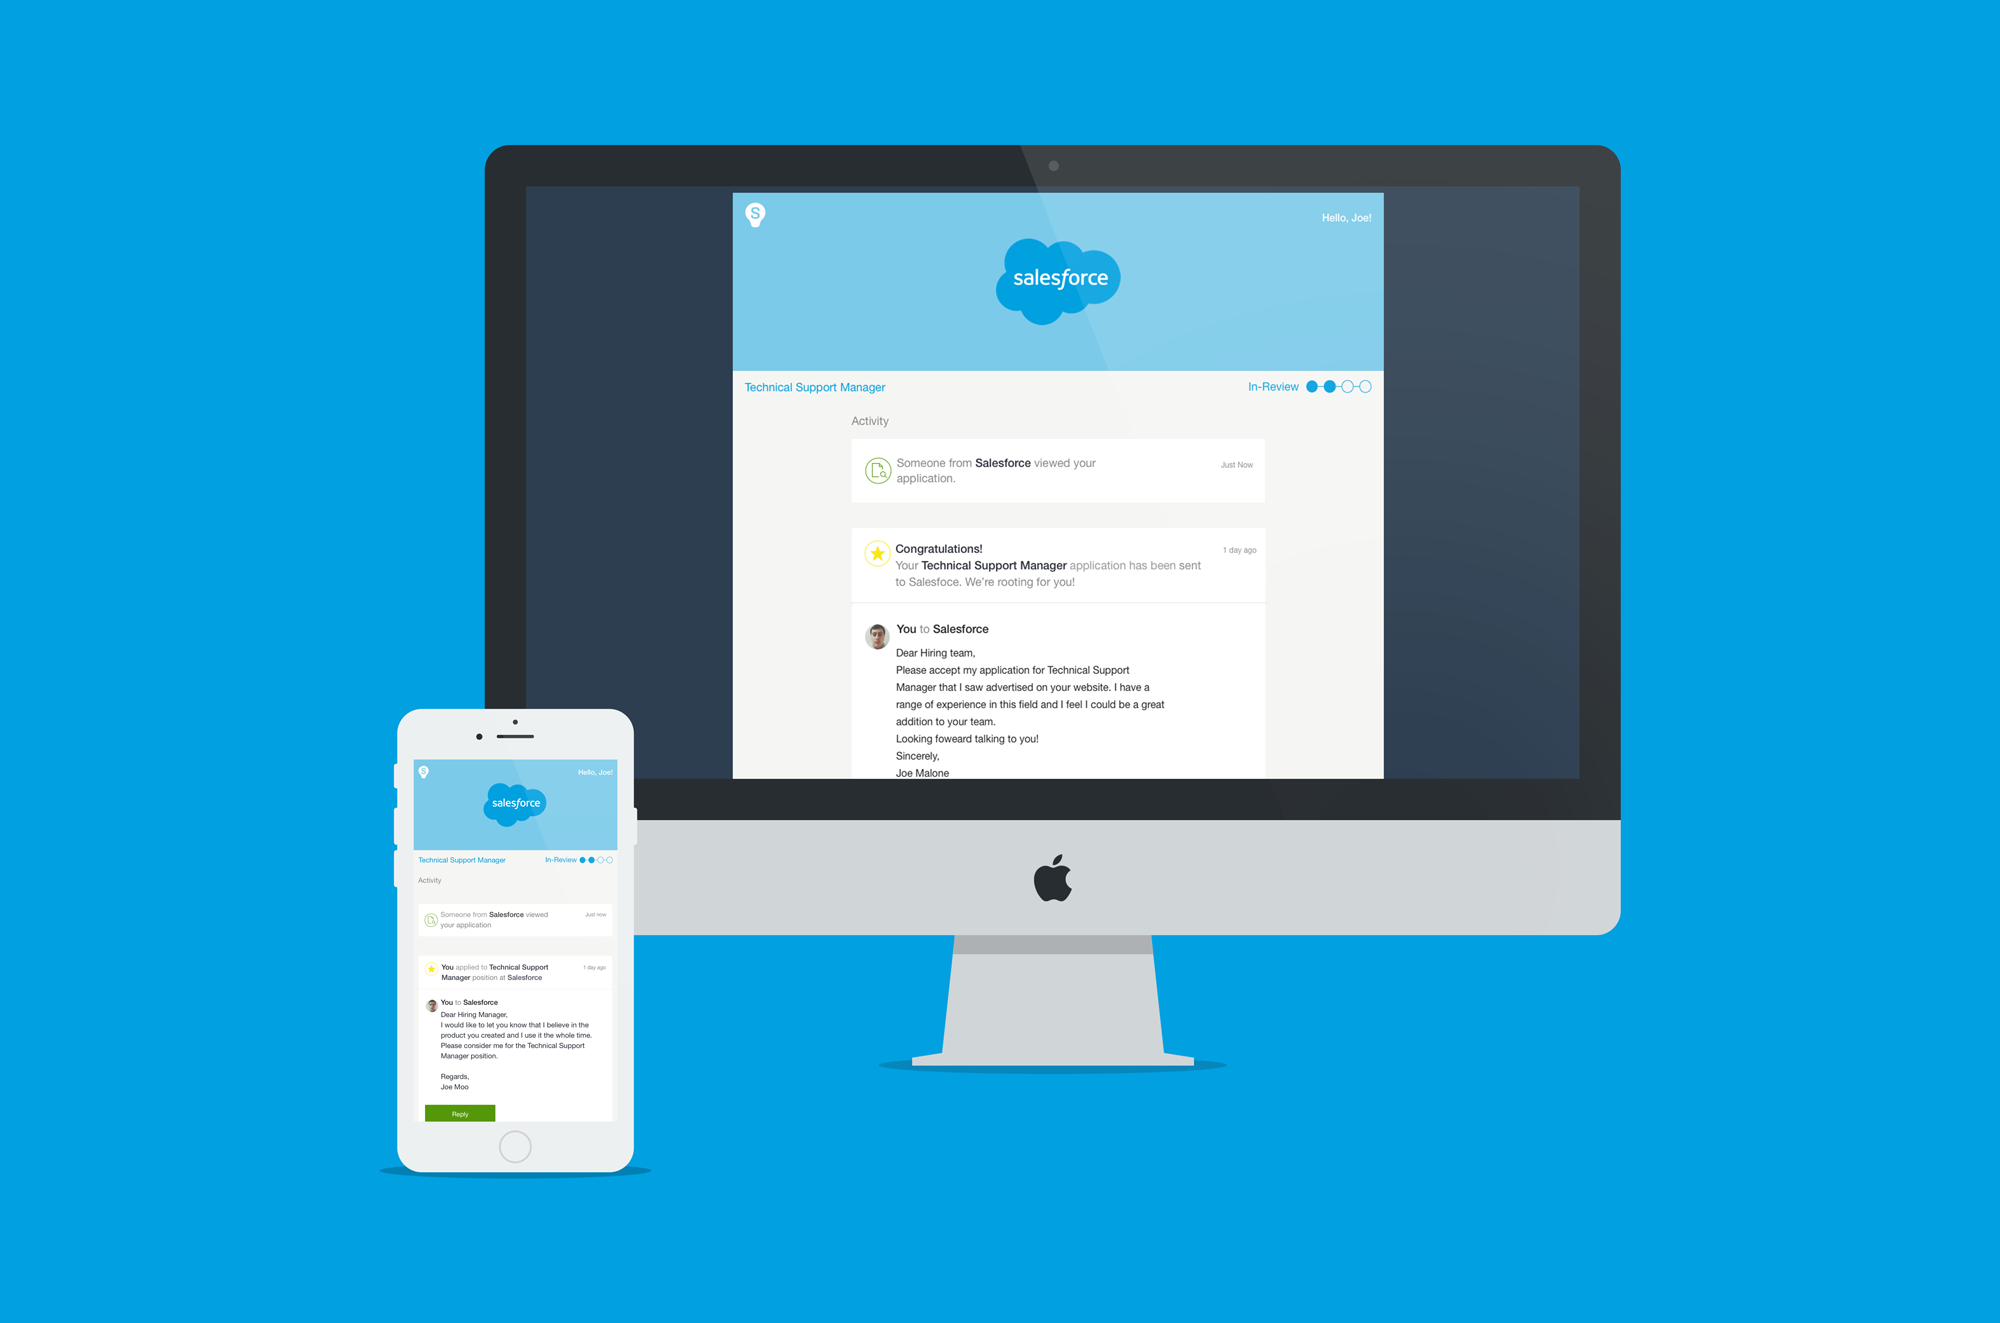 S
Hello, Joe!
salesforce
Technical Support Manager
In-Review
Activity
Someone from Salesforce viewed your
application.
Just Now
Congratulations!
1 day ago
Your Technical Support Manager application has been sent
to Salesfoce. We're rooting for you!
You to Salesforce
Dear Hiring team,
Please accept my application for Technical Support
Manager that I saw advertised on your website. I have a
range of experience in this field and I feel I could be a great
addition to your team.
Looking foweard talking to you!
Sincerely,
Joe Malone
S
Hello, Joe!
salesforce
Technical Support Manager
In-Review
Activity
Someone from Salesforce viewed
your application
Just now
You applied to Technical Support
Manager position at Salesforce
1 day ago
You to Salesforce
Dear Hiring Manager,
I would like to let you know that I believe in the
product you created and I use it the whole time.
Please consider me for the Technical Support
Manager position.
Regards,
Joe Moo
Reply